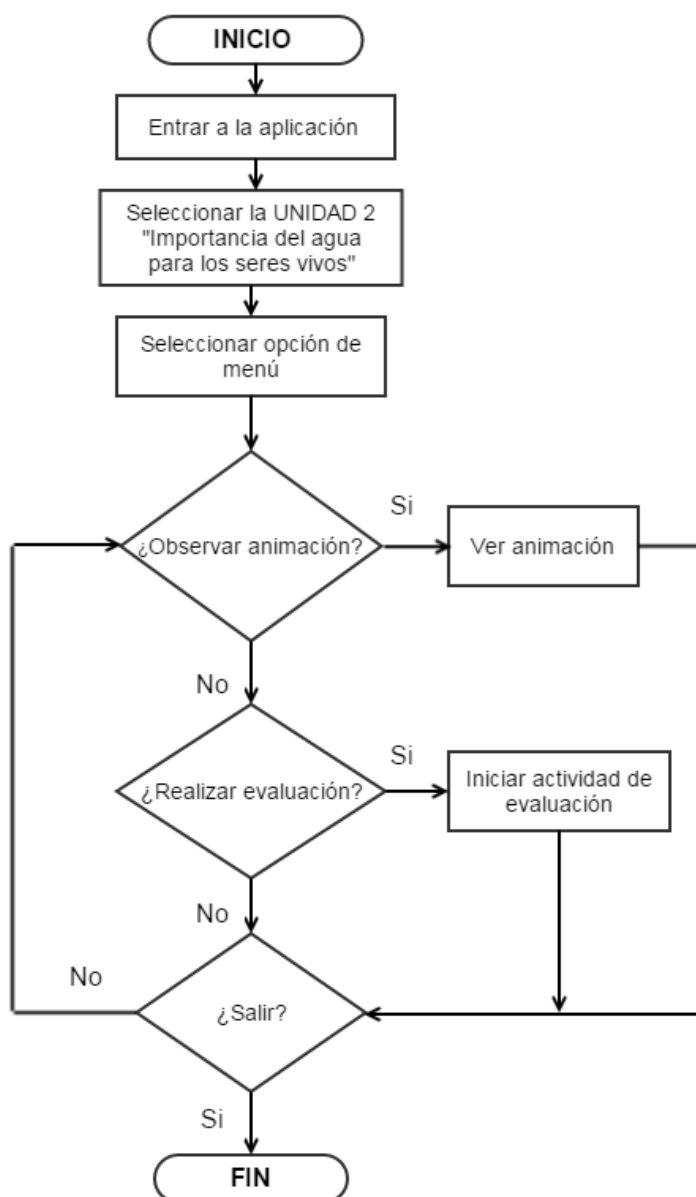 INICIO
Entrar a la aplicación
Seleccionar la UNIDAD 2
"Importancia del agua
para los seres vivos"
Seleccionar opción de
menú
¿Observar animación?
Si
Ver animación
No
¿Realizar evaluación?
Si
Iniciar actividad de
evaluación
No
¿Salir?
No
Si
FIN